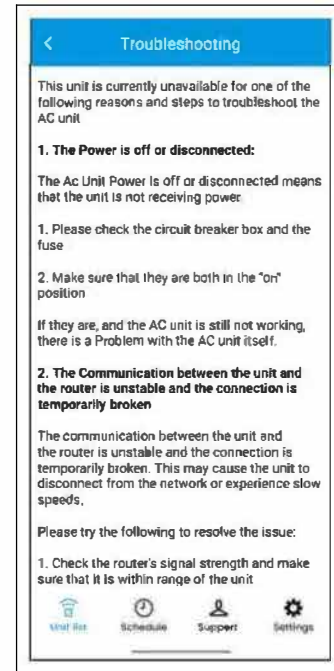 Troubleshooting
This unit is currently unavailable for one of the
following reasons and steps to troubleshoot the
AC unit
1. The Power is off or disconnected:
The Ac Unit Power Is off or disconnected means
that the unit is not receiving power
1. Please check the circuit breaker box and the
fuse
2. Make sure that they are both in the "on"
position
If they are, and the AC unit is still not working,
there is a Problem with the AC unit itself.
2. The Communication between the unit and
the router is unstable and the connection is
temporarily broken
The communication between the unit and
the router is unstable and the connection is
temporarily broken. This may cause the unit to
disconnect from the network or experience slow
speeds,
Please try the following to resolve the issue:
1. Check the router's signal strength and make
sure that it is within range of the unit
Unit list Schedule Support Settings